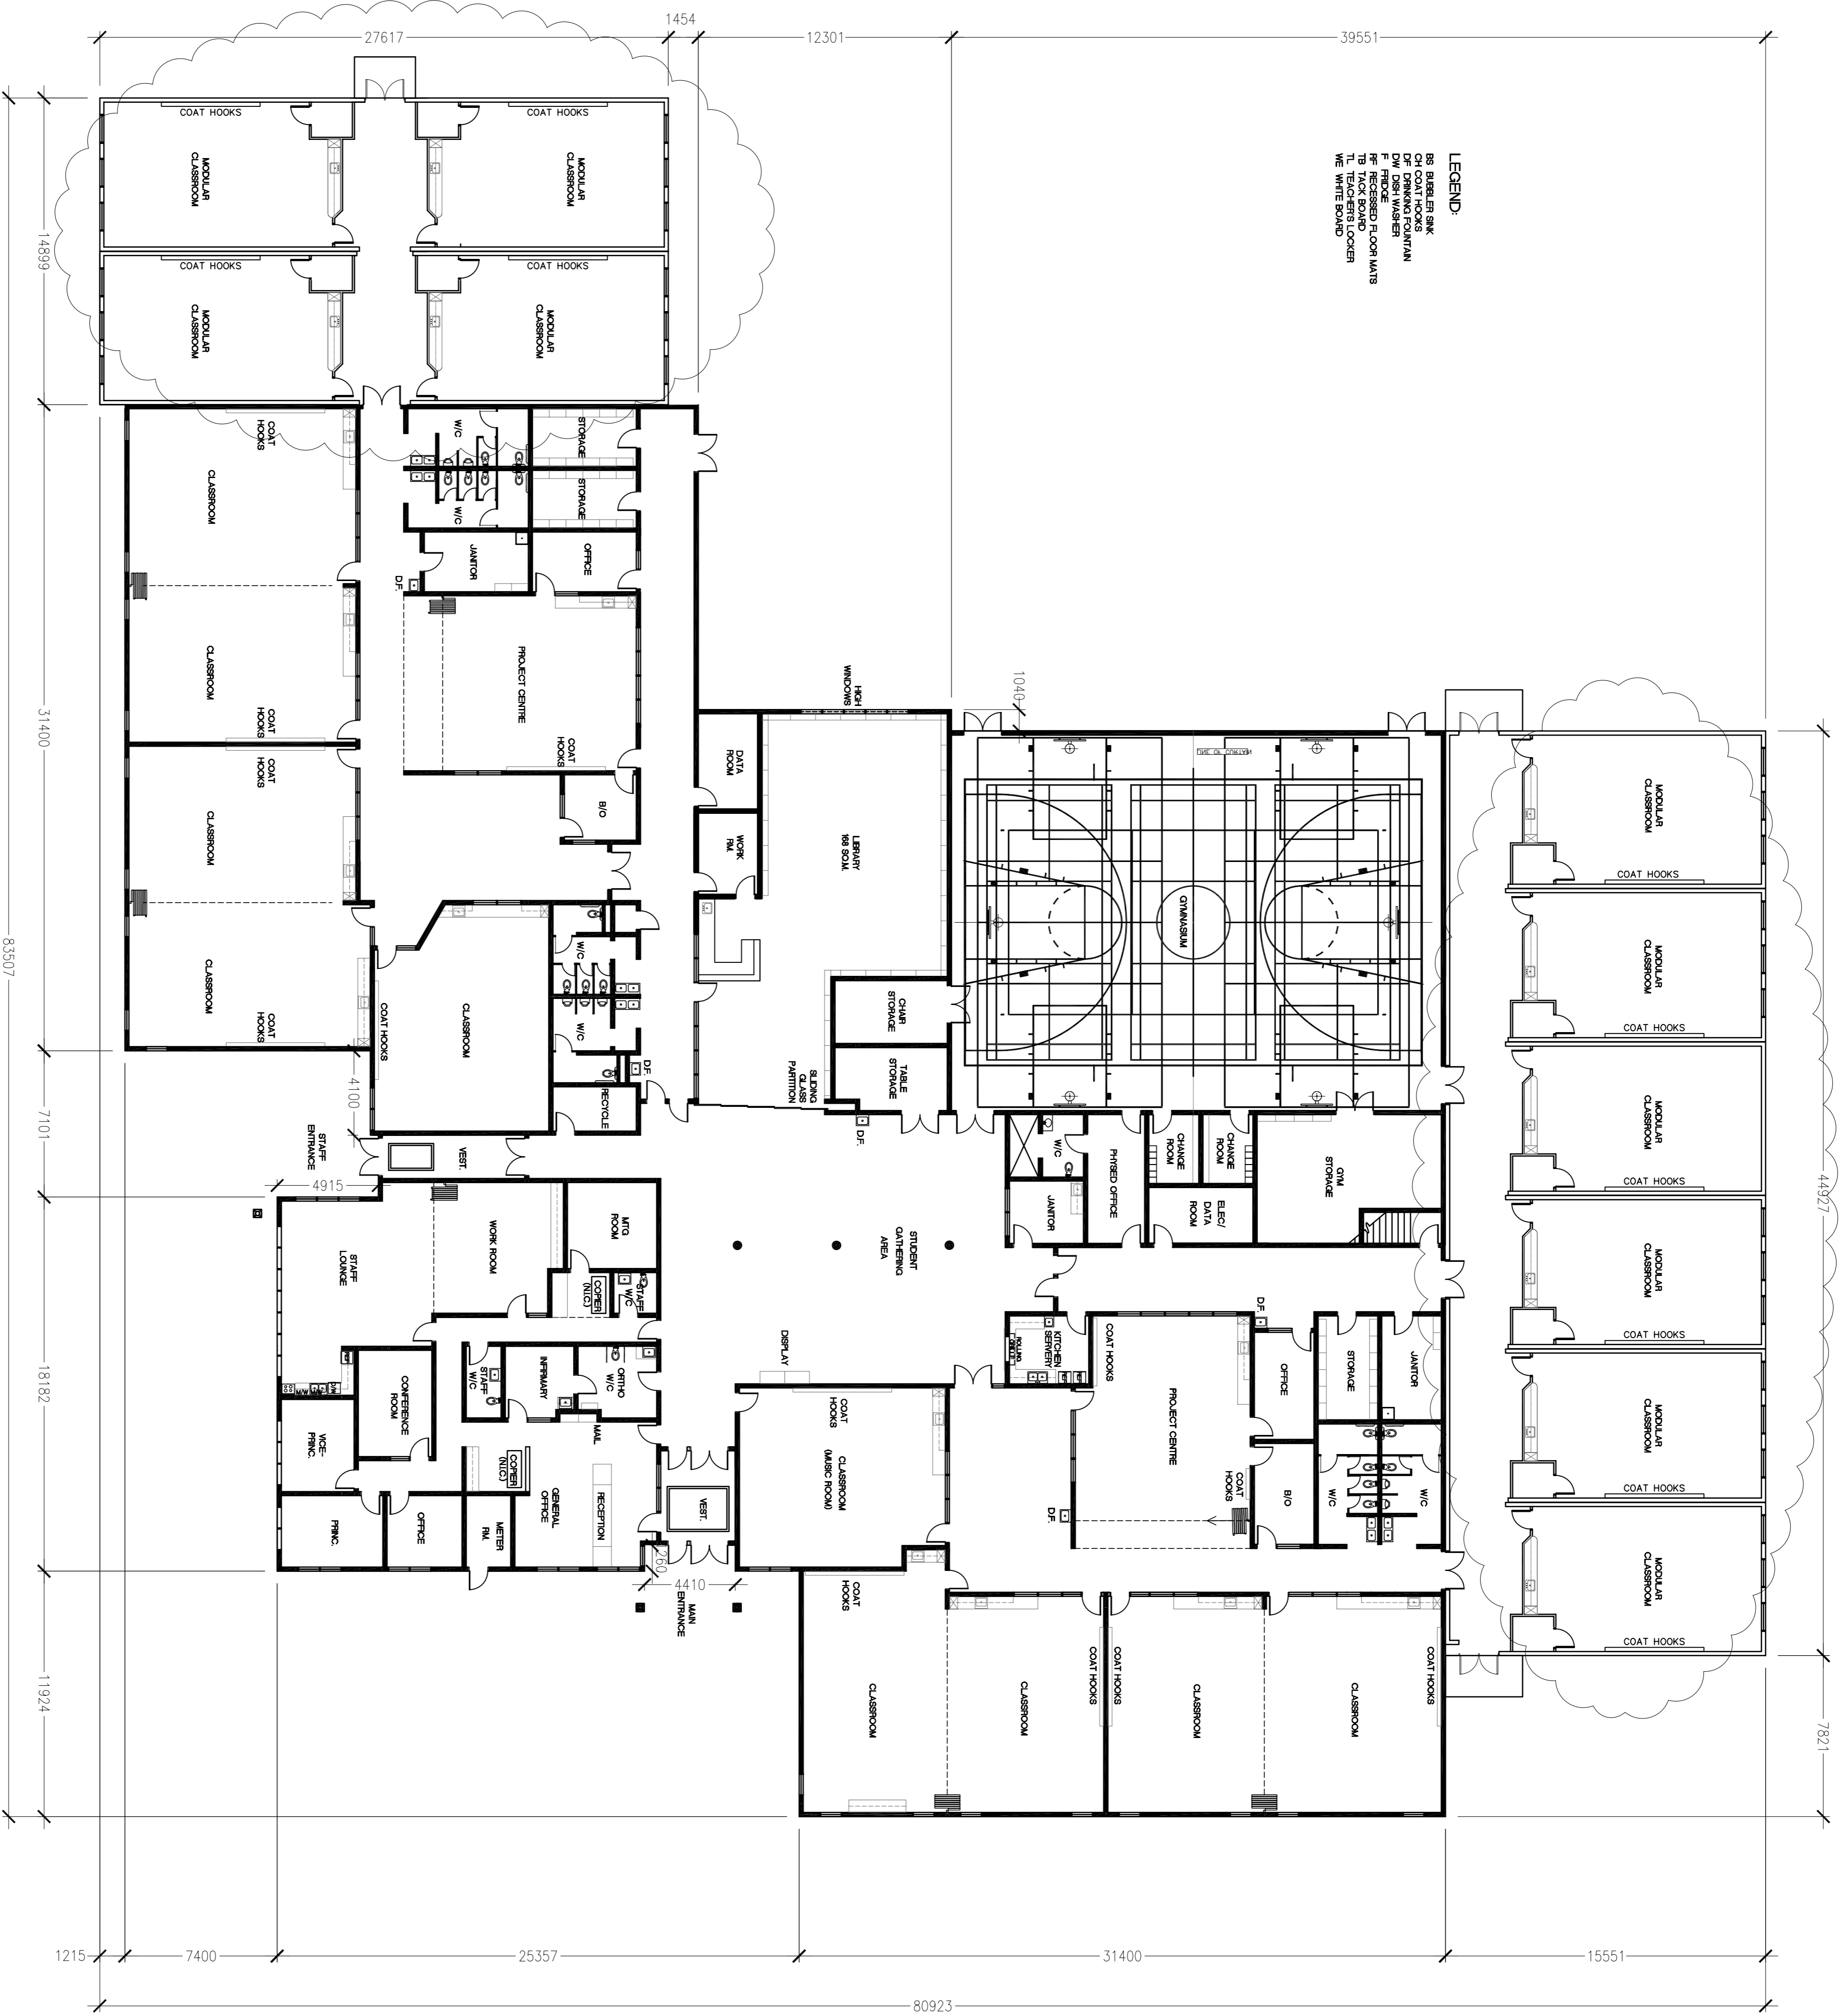 1454
27617
12301
39551
LEGEND:
BS BUBBLER SINK
CH COAT HOOKS
DF DRINKING FOUNTAIN
DW DISH WASHER
F FRIDGE
RF RECESSED FLOOR MATS
TB TACK BOARD
TL TEACHER'S LOCKER
WE WHITE BOARD
COAT HOOKS
COAT HOOKS
MODULAR
CLASSROOM
MODULAR
CLASSROOM
COAT HOOKS
COAT HOOKS
MODULAR
CLASSROOM
MODULAR
CLASSROOM
14899
31400
7101
18182
11924
83507
COAT
HOOKS
CLASSROOM
CLASSROOM
COAT
HOOKS
COAT
HOOKS
CLASSROOM
CLASSROOM
COAT
HOOKS
W/C
W/C
STORAGE
STORAGE
JANITOR
OFFICE
D.F.
PROJECT CENTRE
COAT
HOOKS
B/O
HIGH
WINDOWS
DATA
ROOM
WORK
RM.
LIBRARY
168 SQ.M.
1040
LINE OF CURTAIN
GYMNASIUM
CHAIR
STORAGE
TABLE
STORAGE
SLIDING
GLASS
PARTITION
D.F.
CLASSROOM
COAT HOOKS
W/C
W/C
D.F.
RECYCLE
4100
STAFF
ENTRANCE
VEST.
4915
STAFF
LOUNGE
WORK ROOM
MTG
ROOM
COPIER
(N.I.C.)
STAFF
W/C
STAFF
W/C
INFIRMARY
ORTHO
W/C
CONFERENCE
ROOM
REF.
M/W
M/W
D/W
VICE-
PRINC.
PRINC.
OFFICE
METER
RM.
COPIER
(N.I.C.)
MAIL
GENERAL
OFFICE
RECEPTION
VEST.
260
4410
MAIN
ENTRANCE
STUDENT
GATHERING
AREA
DISPLAY
W/C
JANITOR
PHYSED OFFICE
CHANGE
ROOM
CHANGE
ROOM
ELEC/
DATA
ROOM
GYM
STORAGE
KITCHEN
SERVERY
ROLLING
GRILLE
COAT HOOKS
PROJECT CENTRE
COAT
HOOKS
D.F.
D.F.
OFFICE
B/O
STORAGE
JANITOR
W/C
W/C
COAT
HOOKS
CLASSROOM
(MUSIC ROOM)
COAT
HOOKS
CLASSROOM
CLASSROOM
COAT HOOKS
COAT HOOKS
CLASSROOM
CLASSROOM
COAT HOOKS
MODULAR
CLASSROOM
COAT HOOKS
MODULAR
CLASSROOM
COAT HOOKS
MODULAR
CLASSROOM
COAT HOOKS
MODULAR
CLASSROOM
COAT HOOKS
MODULAR
CLASSROOM
COAT HOOKS
MODULAR
CLASSROOM
COAT HOOKS
44927
7821
1215
7400
25357
31400
15551
80923